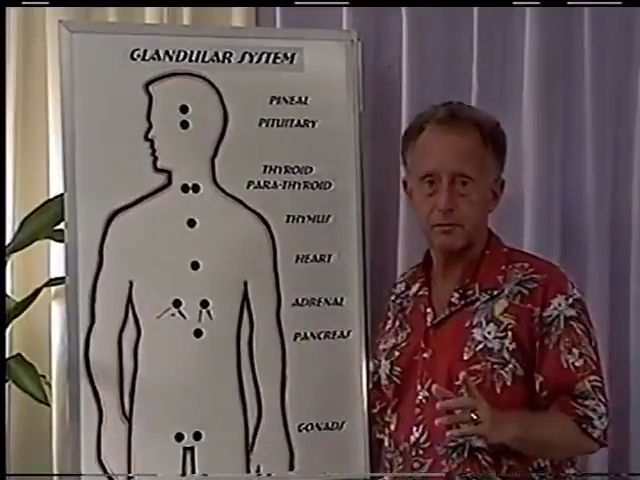 GLANDULAR SYSTEM
PINEAL
PITUITARY
THYROID
PARA-THYROID
THYMUS
HEART
ADRENAL
PANCREAS
GONADS